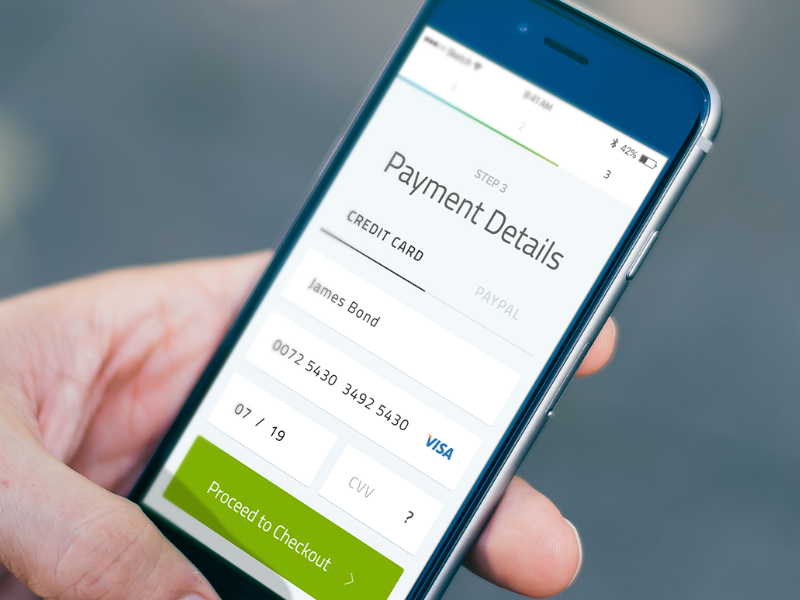 Sketch
9:41 AM
42%
1
2
3
STEP 3
Payment Details
CREDIT CARD
PAYPAL
James Bond
0072 5430 3492 5430
VISA
07 / 19
CVV
?
Proceed to Checkout